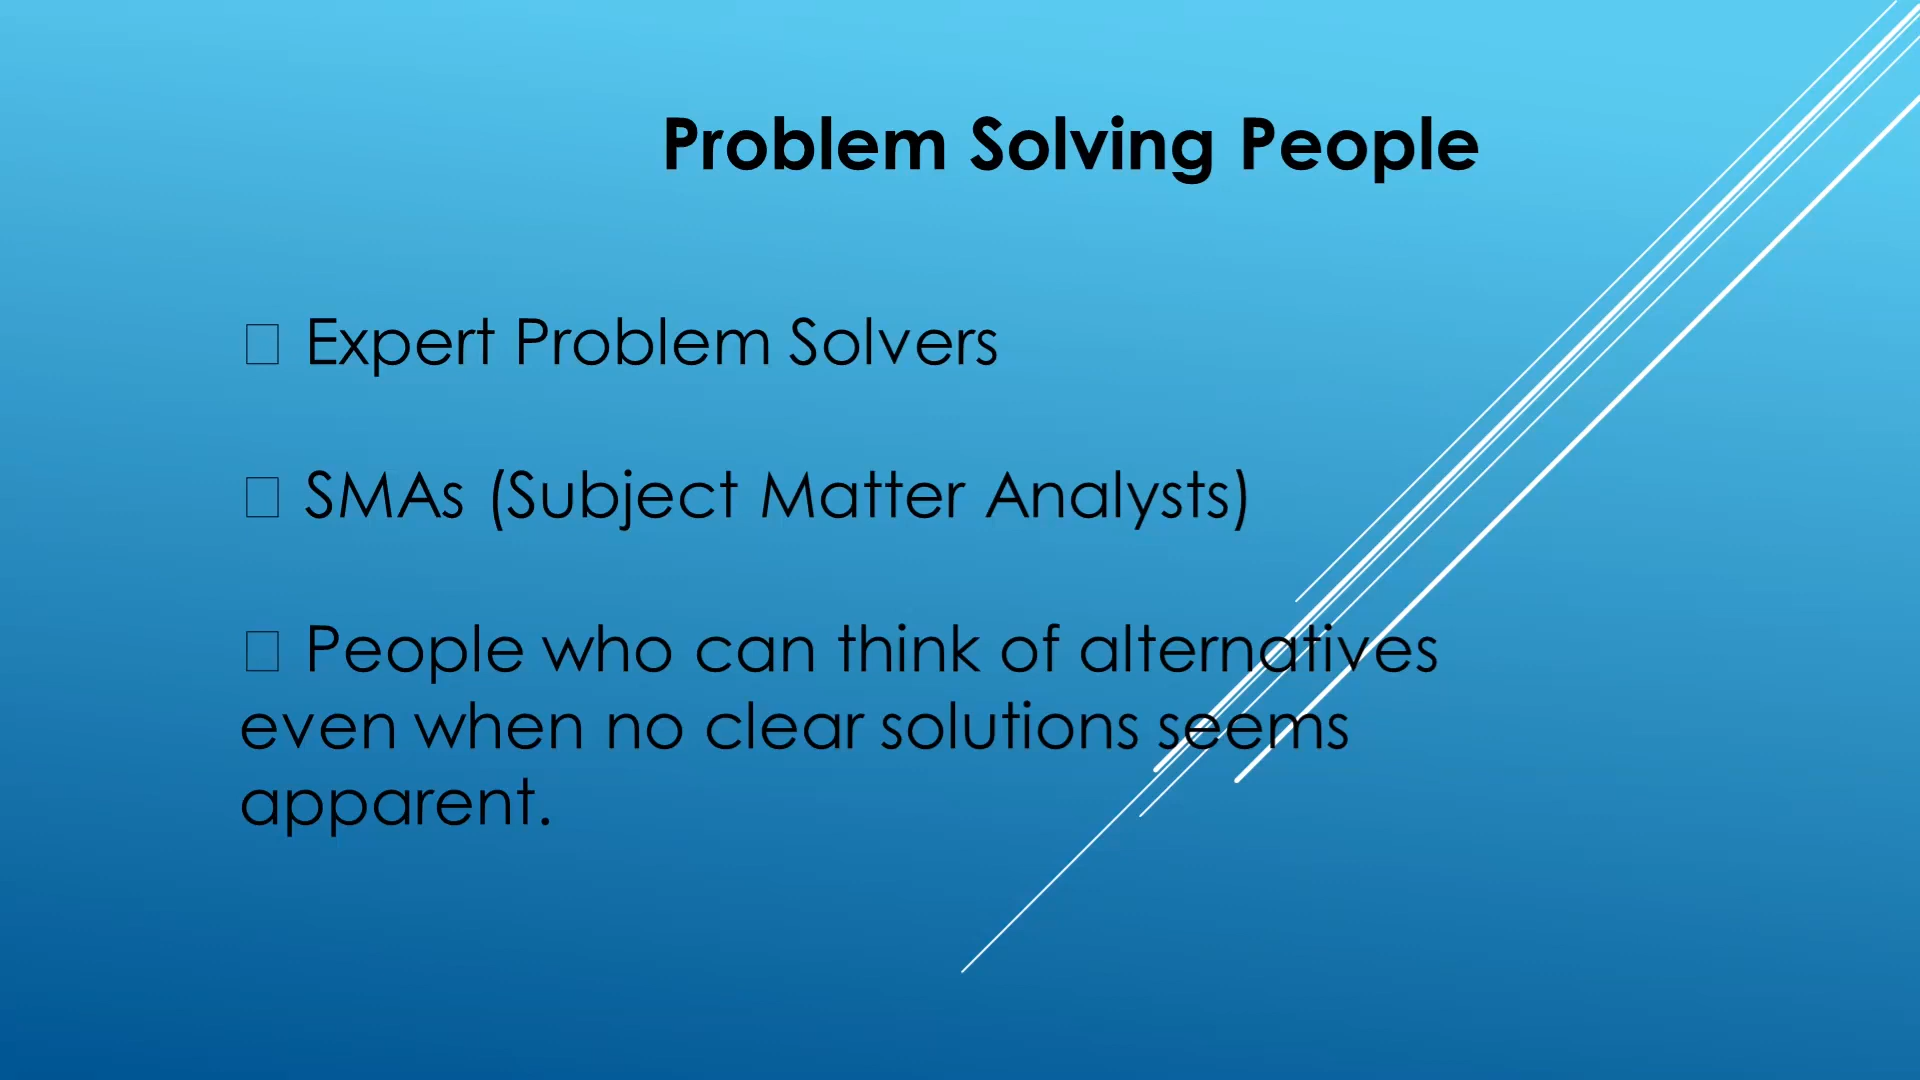 Problem Solving People
□ Expert Problem Solvers
□ SMAs (Subject Matter Analysts)
□ People who can think of alternatives
even when no clear solutions seems
apparent.